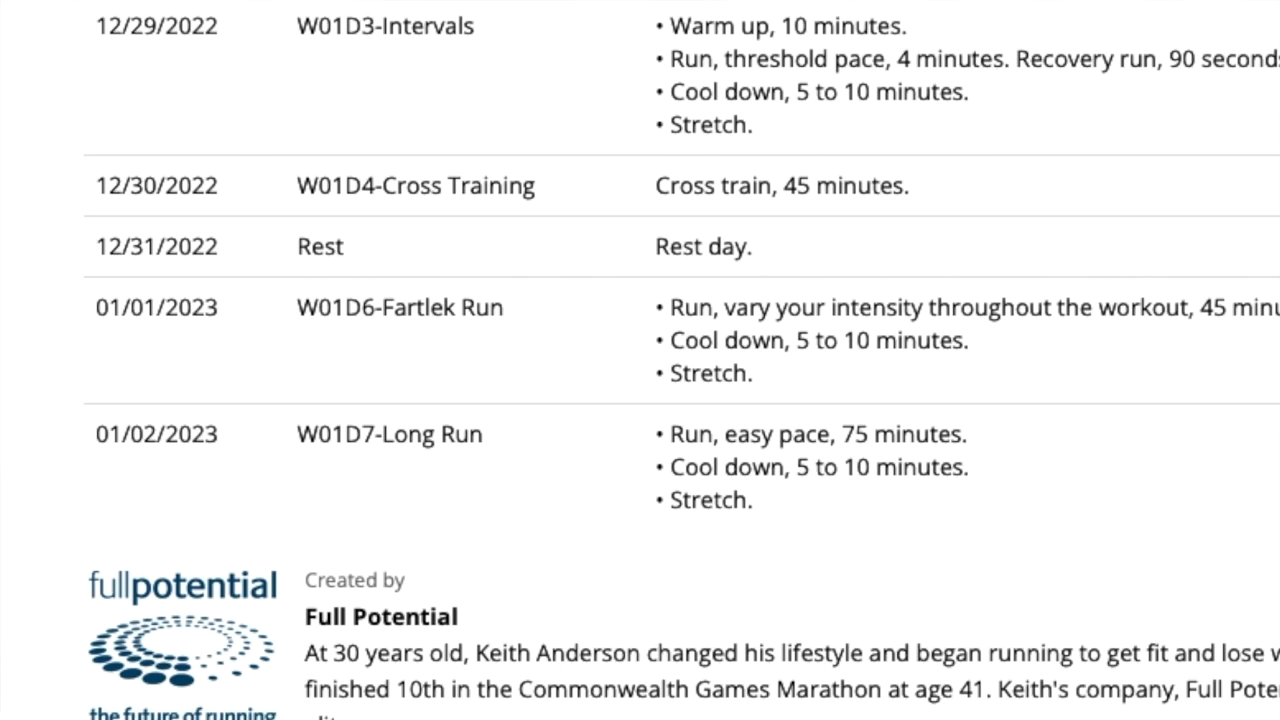 12/29/2022 W01D3-Intervals • Warm up, 10 minutes.
• Run, threshold pace, 4 minutes. Recovery run, 90
• Cool down, 5 to 10 minutes.
• Stretch.
12/30/2022 W01D4-Cross Training Cross train, 45 minutes.
12/31/2022 Rest Rest day.
01/01/2023 W01D6-Fartlek Run • Run, vary your intensity throughout the workout, 45
• Cool down, 5 to 10 minutes.
• Stretch.
01/02/2023 W01D7-Long Run • Run, easy pace, 75 minutes.
• Cool down, 5 to 10 minutes.
• Stretch.
fullpotential
the future of running
Created by
Full Potential
At 30 years old, Keith Anderson changed his lifestyle and began running to get fit and lose
finished 10th in the Commonwealth Games Marathon at age 41. Keith's company, Full